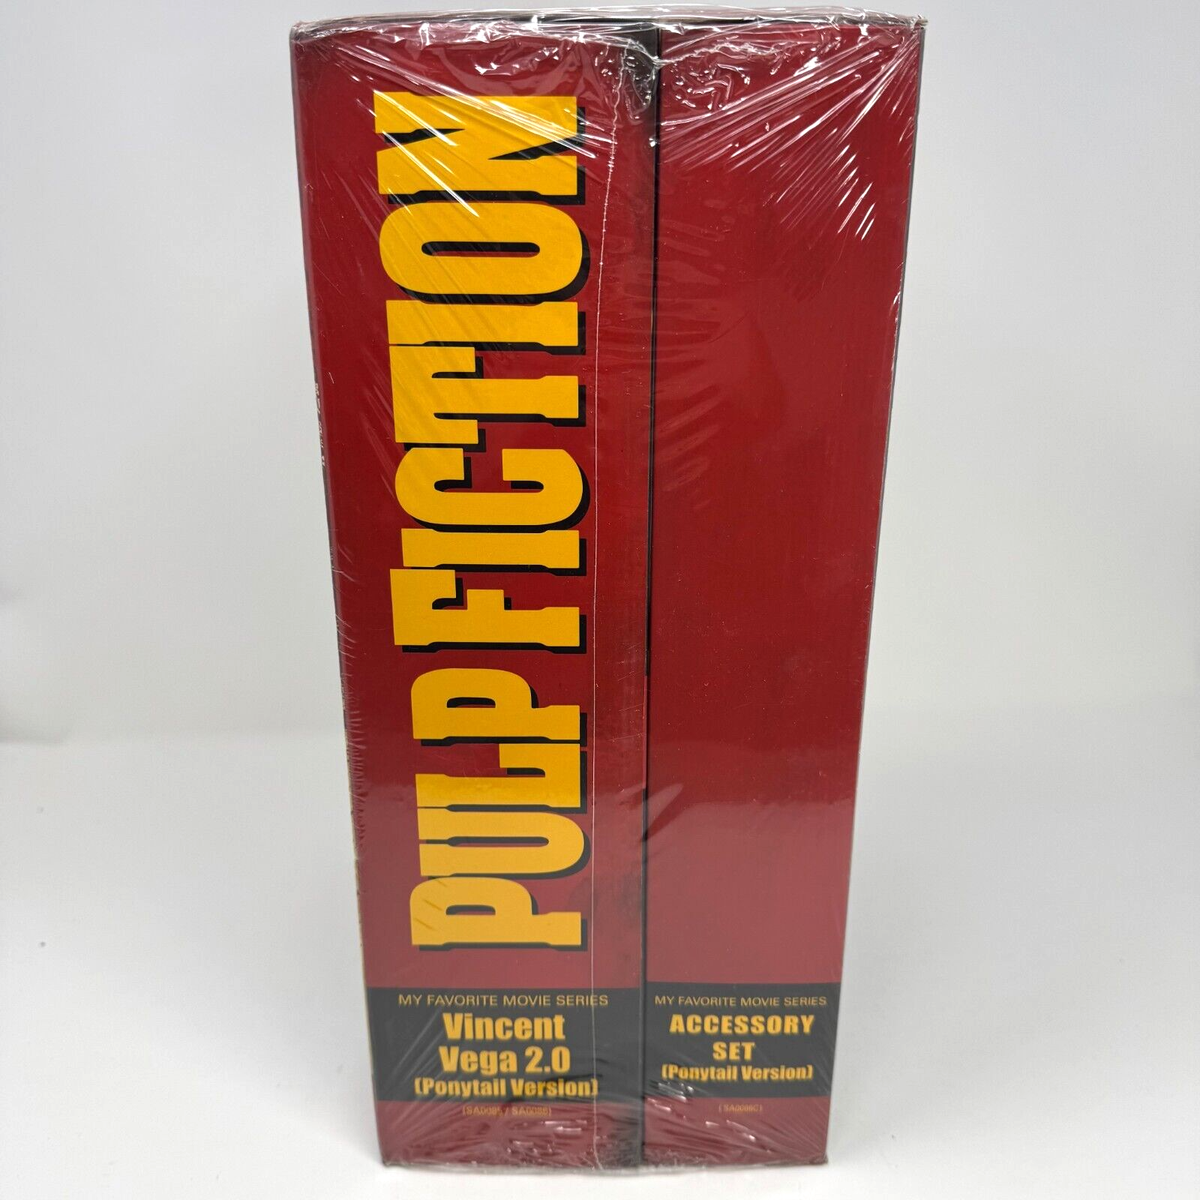 PULP FICTION
MY FAVORITE MOVIE SERIES
Vincent
Vega 2.0
(Ponytail Version)
MY FAVORITE MOVIE SERIES
ACCESSORY
SET
(Ponytail Version)